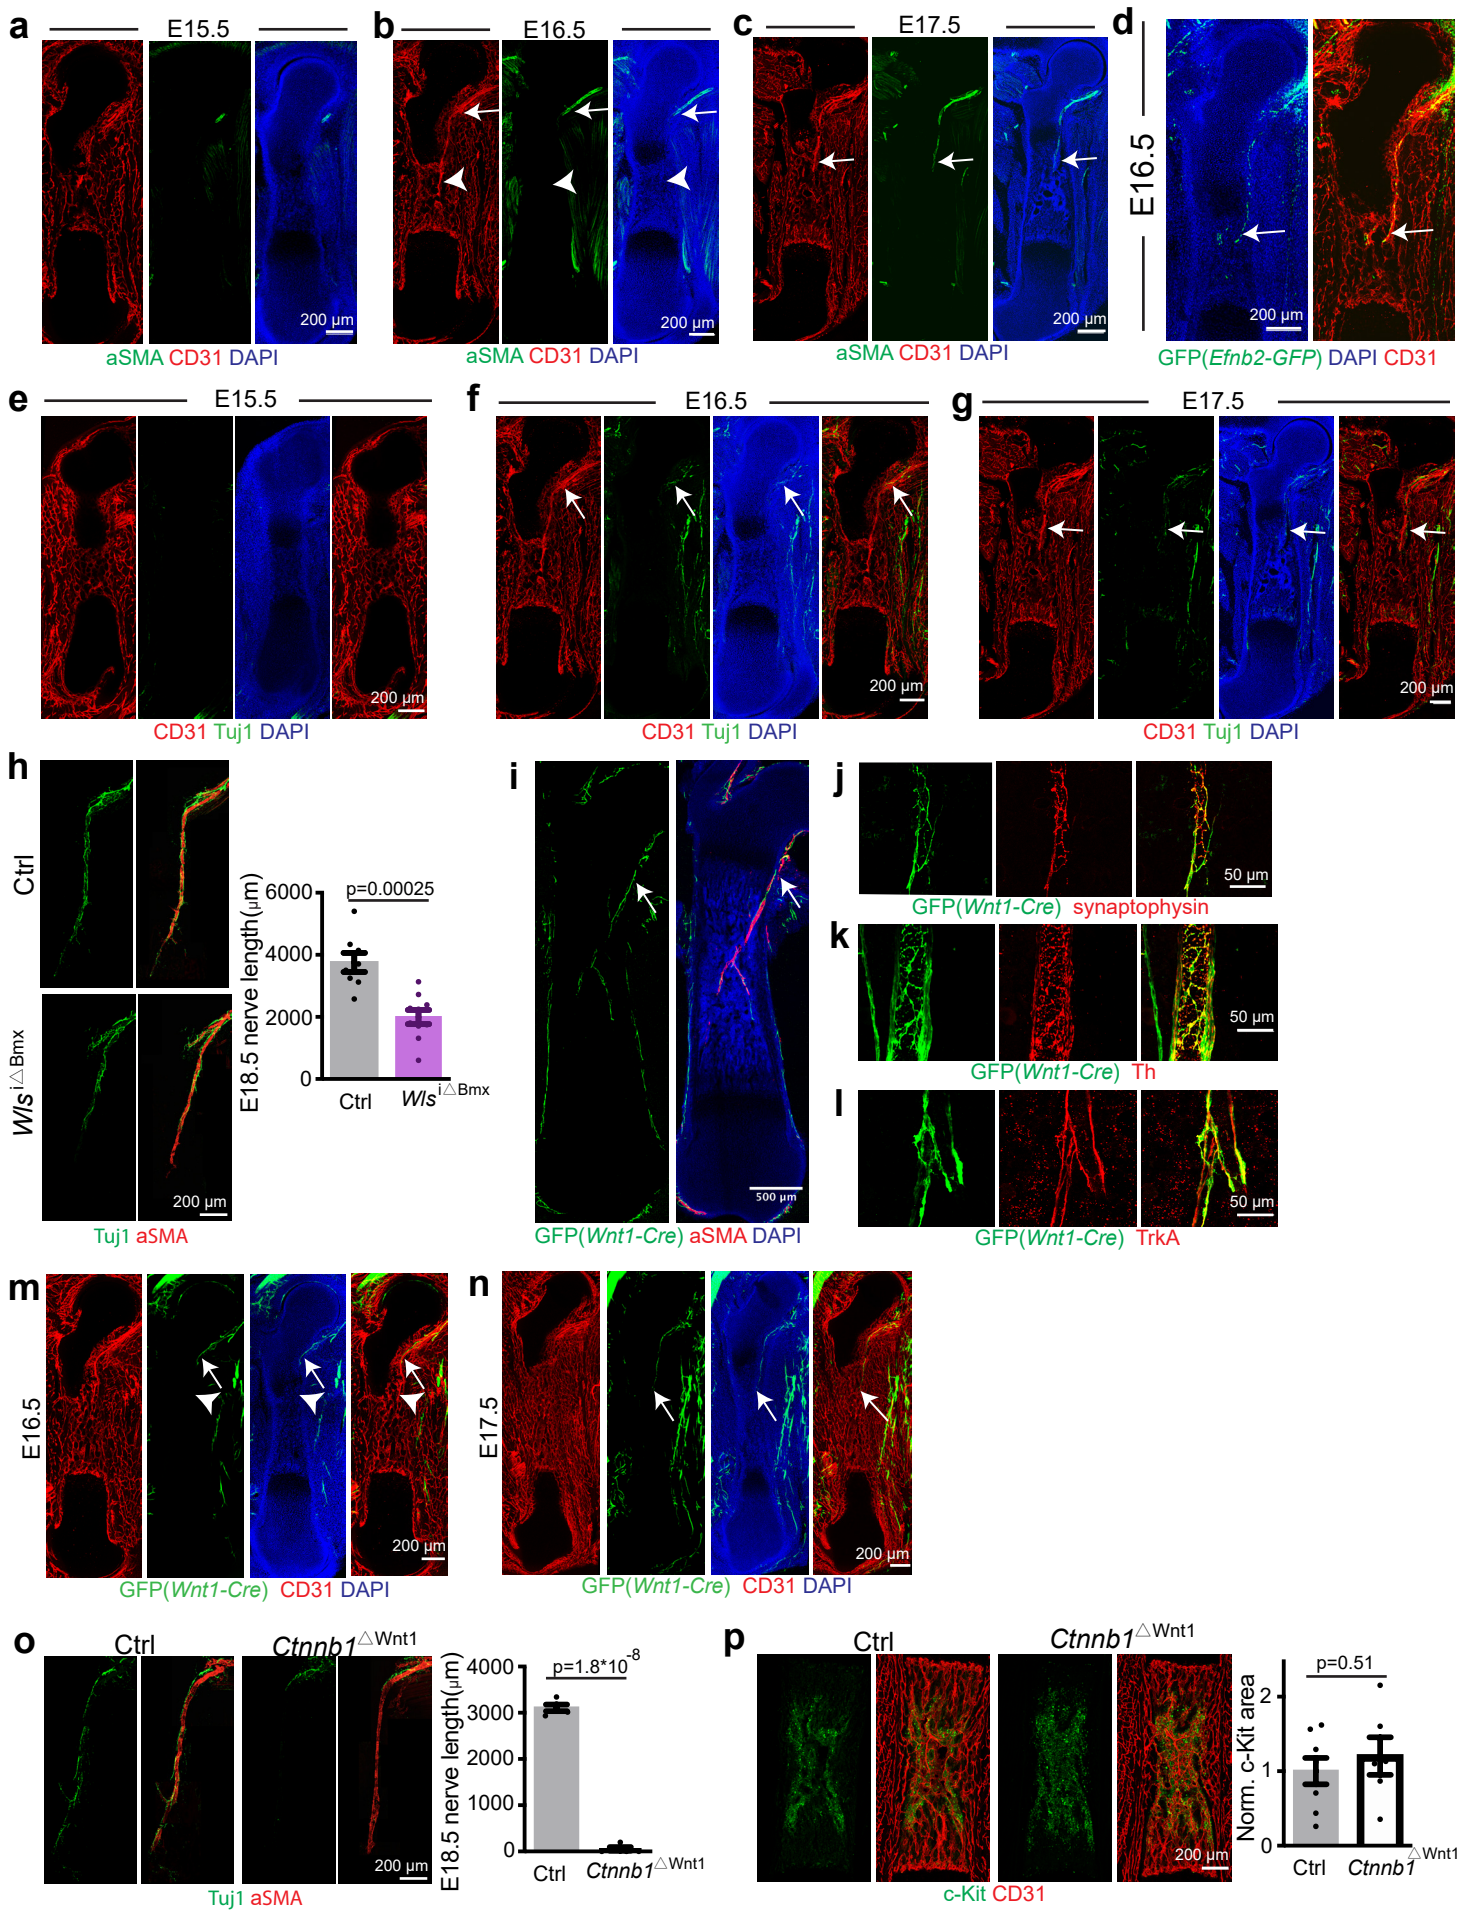 a E15.5
b E16.5
c E17.5
d
E16.5
200 µm
200 µm
200 µm
200 µm
aSMA CD31 DAPI
aSMA CD31 DAPI
aSMA CD31 DAPI
GFP(Efnb2-GFP) DAPI CD31
e E15.5
f E16.5
g E17.5
200 µm
200 µm
200 µm
CD31 Tuj1 DAPI
CD31 Tuj1 DAPI
CD31 Tuj1 DAPI
h
Ctrl
Wls i△Bmx
200 µm
Tuj1 aSMA
E18.5 nerve length(µm)
6000
4000
2000
0
p=0.00025
Ctrl
Wls i△Bmx
i
500 µm
GFP(Wnt1-Cre) aSMA DAPI
j
50 µm
GFP(Wnt1-Cre) synaptophysin
k
50 µm
GFP(Wnt1-Cre) Th
l
50 µm
GFP(Wnt1-Cre) TrkA
m
E16.5
200 µm
GFP(Wnt1-Cre) CD31 DAPI
n
E17.5
200 µm
GFP(Wnt1-Cre) CD31 DAPI
o
Ctrl
Ctnnb1△Wnt1
200 µm
Tuj1 aSMA
E18.5 nerve length(µm)
4000
3000
2000
1000
0
p=1.8*10-8
Ctrl
Ctnnb1△Wnt1
p
Ctrl
Ctnnb1△Wnt1
200 µm
c-Kit CD31
Norm. c-Kit area
2
1
0
p=0.51
Ctrl
Ctnnb1△Wnt1